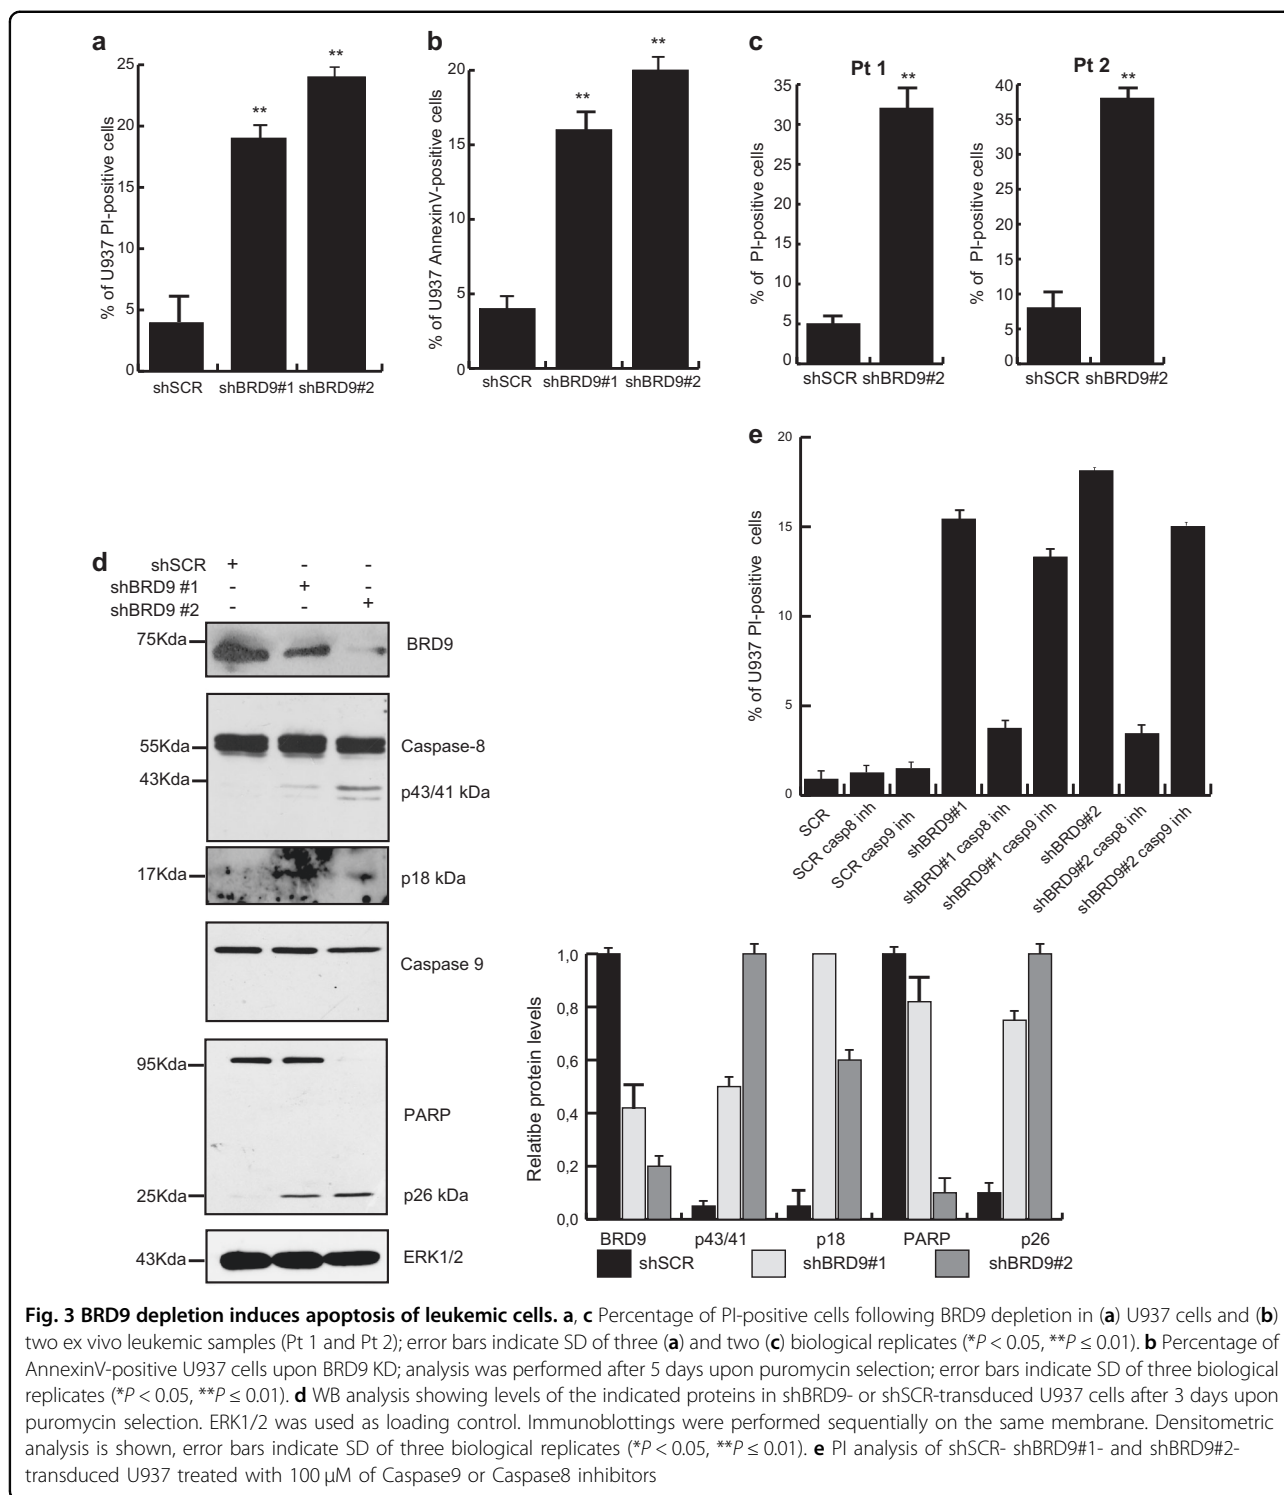 a
% of U937 PI-positive cells
25
20
15
10
5
0
**
**
shSCR shBRD9#1 shBRD9#2
b
% of U937 AnnexinV-positive cells
20
15
10
5
0
**
**
shSCR shBRD9#1 shBRD9#2
c
Pt 1
% of PI-positive cells
35
30
25
20
15
10
5
0
**
shSCR shBRD9#2
Pt 2
% of PI-positive cells
40
35
30
25
20
15
10
5
0
**
shSCR shBRD9#2
d
shSCR + - -
shBRD9 #1 - + -
shBRD9 #2 - - +
75Kda
BRD9
55Kda
Caspase-8
43Kda
p43/41 kDa
17Kda
p18 kDa
Caspase 9
95Kda
PARP
25Kda
p26 kDa
43Kda
ERK1/2
e
% of U937 PI-positive cells
20
15
10
5
0
SCR
SCR casp8 inh
SCR casp9 inh
shBRD9#1
shBRD#1 casp8 inh
shBRD9#1 casp9 inh
shBRD9#2
shBRD9#2 casp8 inh
shBRD9#2 casp9 inh
Relatibe protein levels
1,0
0,8
0,6
0,4
0,2
0,0
BRD9 p43/41 p18 PARP p26
shSCR shBRD9#1 shBRD9#2
Fig. 3 BRD9 depletion induces apoptosis of leukemic cells. a, c Percentage of PI-positive cells following BRD9 depletion in (a) U937 cells and (b)
two ex vivo leukemic samples (Pt 1 and Pt 2); error bars indicate SD of three (a) and two (c) biological replicates (*P < 0.05, **P ≤ 0.01). b Percentage of
AnnexinV-positive U937 cells upon BRD9 KD; analysis was performed after 5 days upon puromycin selection; error bars indicate SD of three biological
replicates (*P < 0.05, **P ≤ 0.01). d WB analysis showing levels of the indicated proteins in shBRD9- or shSCR-transduced U937 cells after 3 days upon
puromycin selection. ERK1/2 was used as loading control. Immunoblottings were performed sequentially on the same membrane. Densitometric
analysis is shown, error bars indicate SD of three biological replicates (*P < 0.05, **P ≤ 0.01). e PI analysis of shSCR- shBRD9#1- and shBRD9#2-
transduced U937 treated with 100 µM of Caspase9 or Caspase8 inhibitors